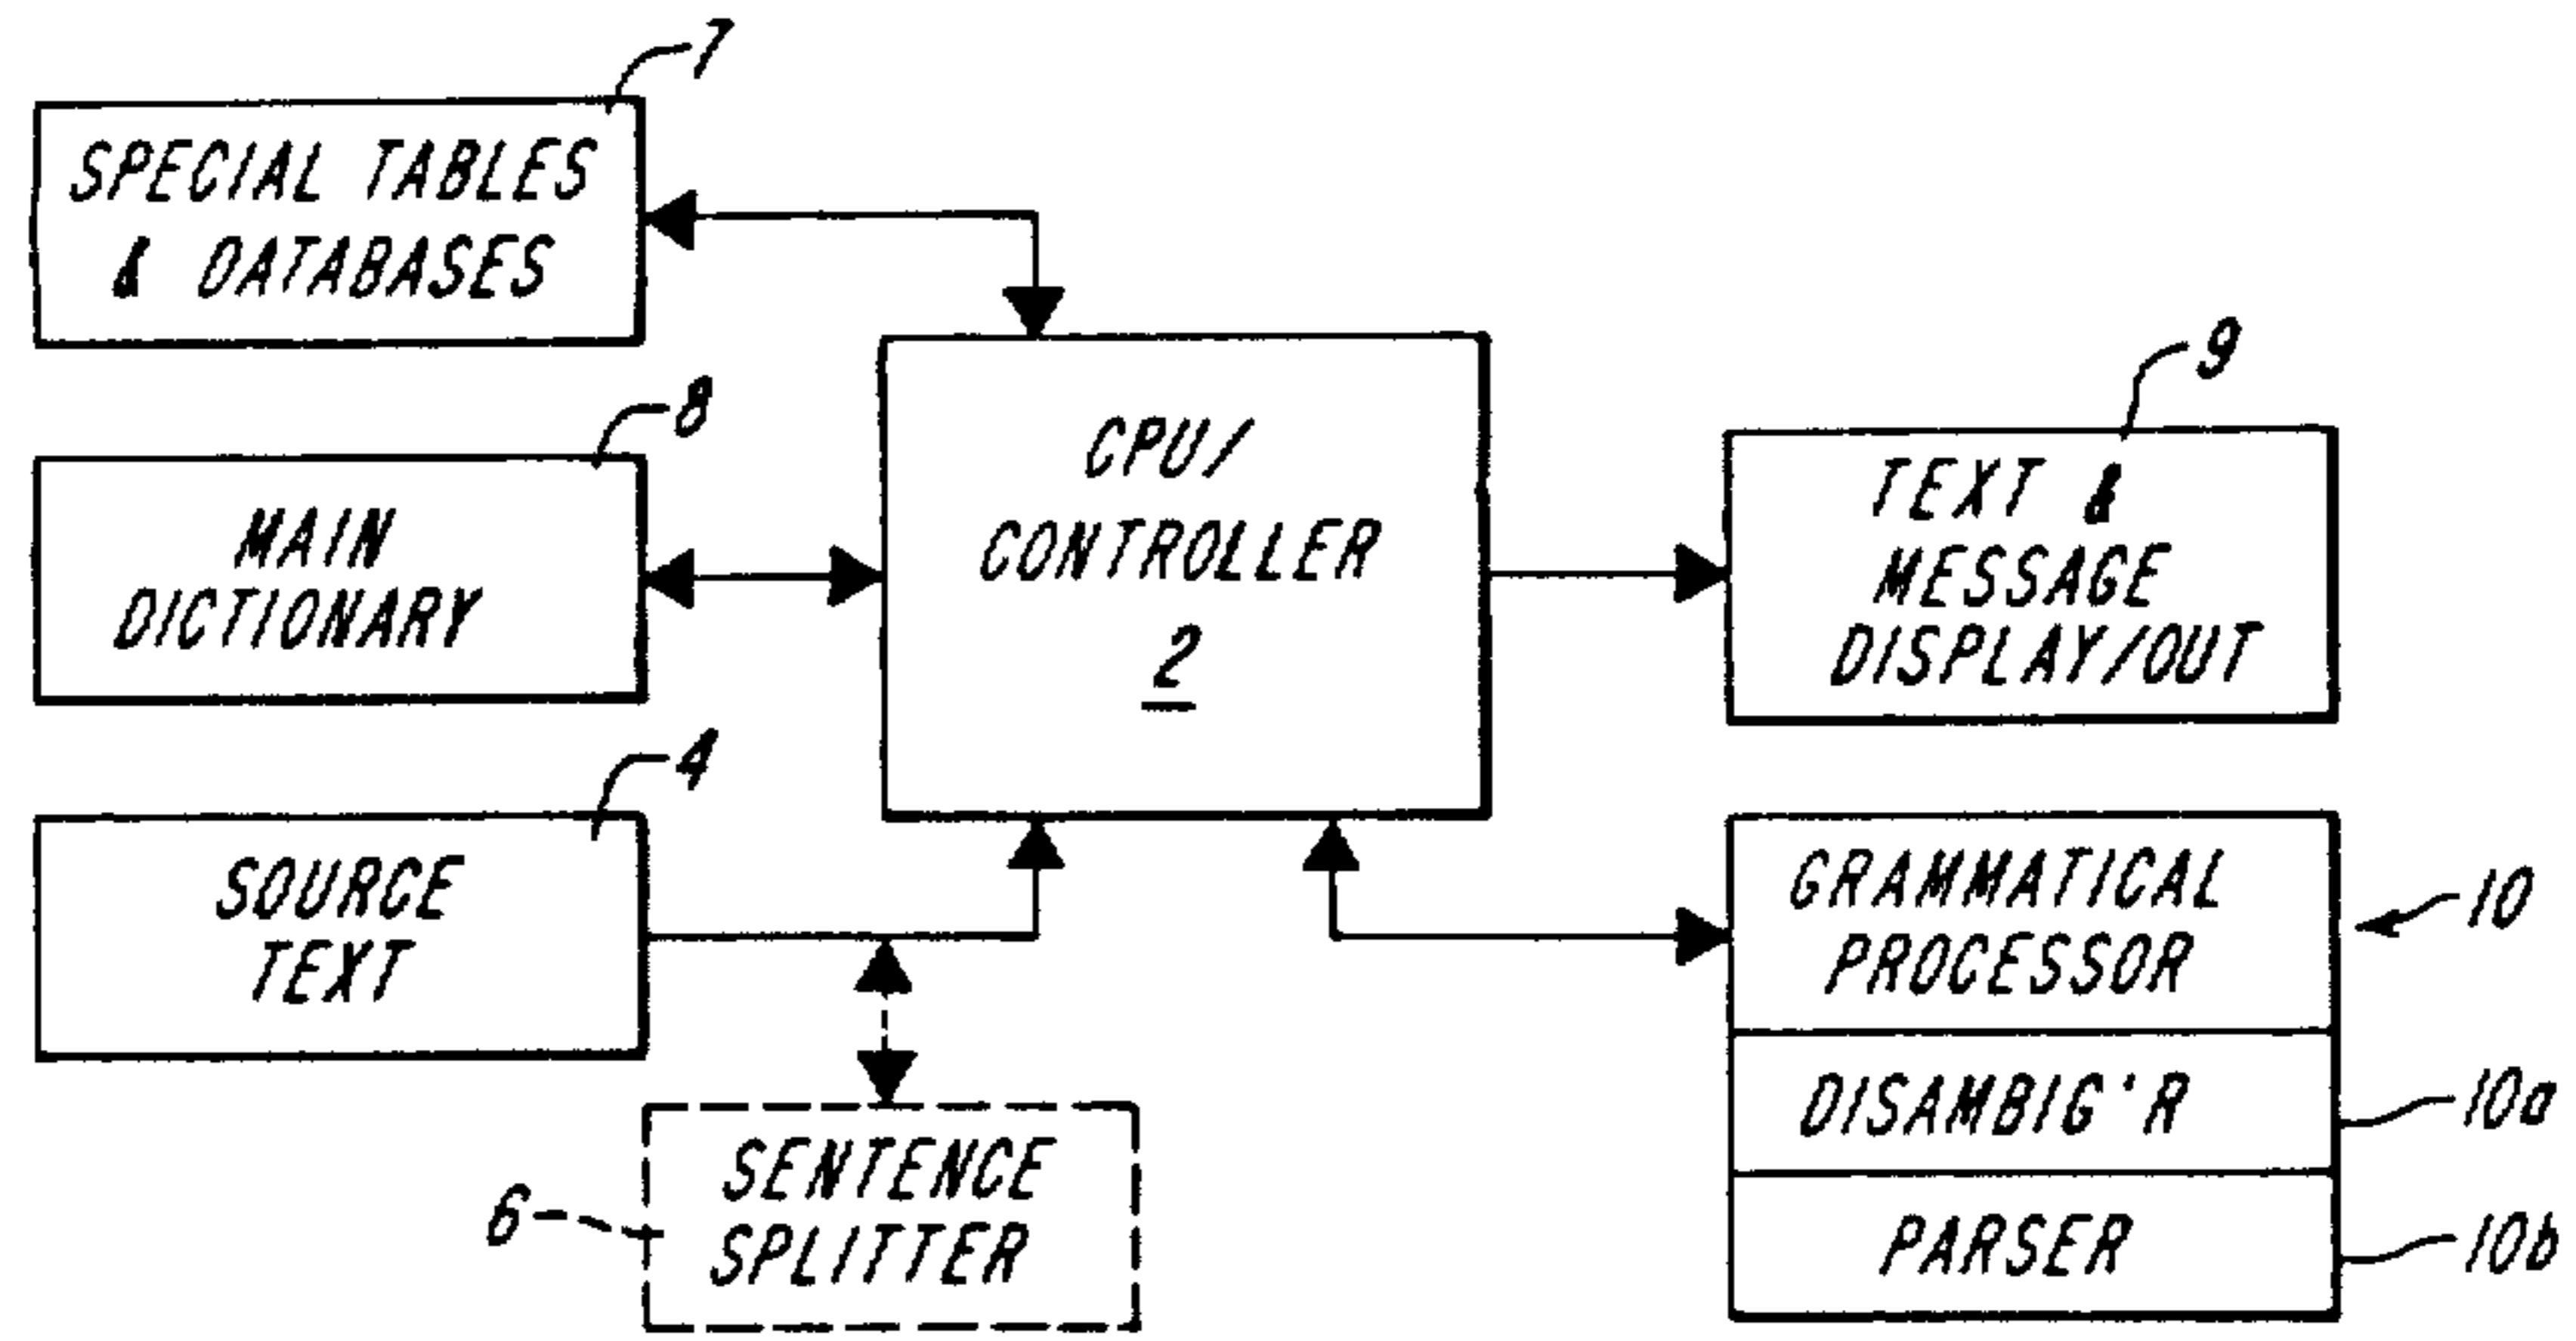 7
SPECIAL TABLES
& DATABASES
8
MAIN
DICTIONARY
4
SOURCE
TEXT
6
SENTENCE
SPLITTER
CPU/
CONTROLLER
2
9
TEXT &
MESSAGE
DISPLAY/OUT
GRAMMATICAL
PROCESSOR
10
DISAMBIG'R
10a
PARSER
10b